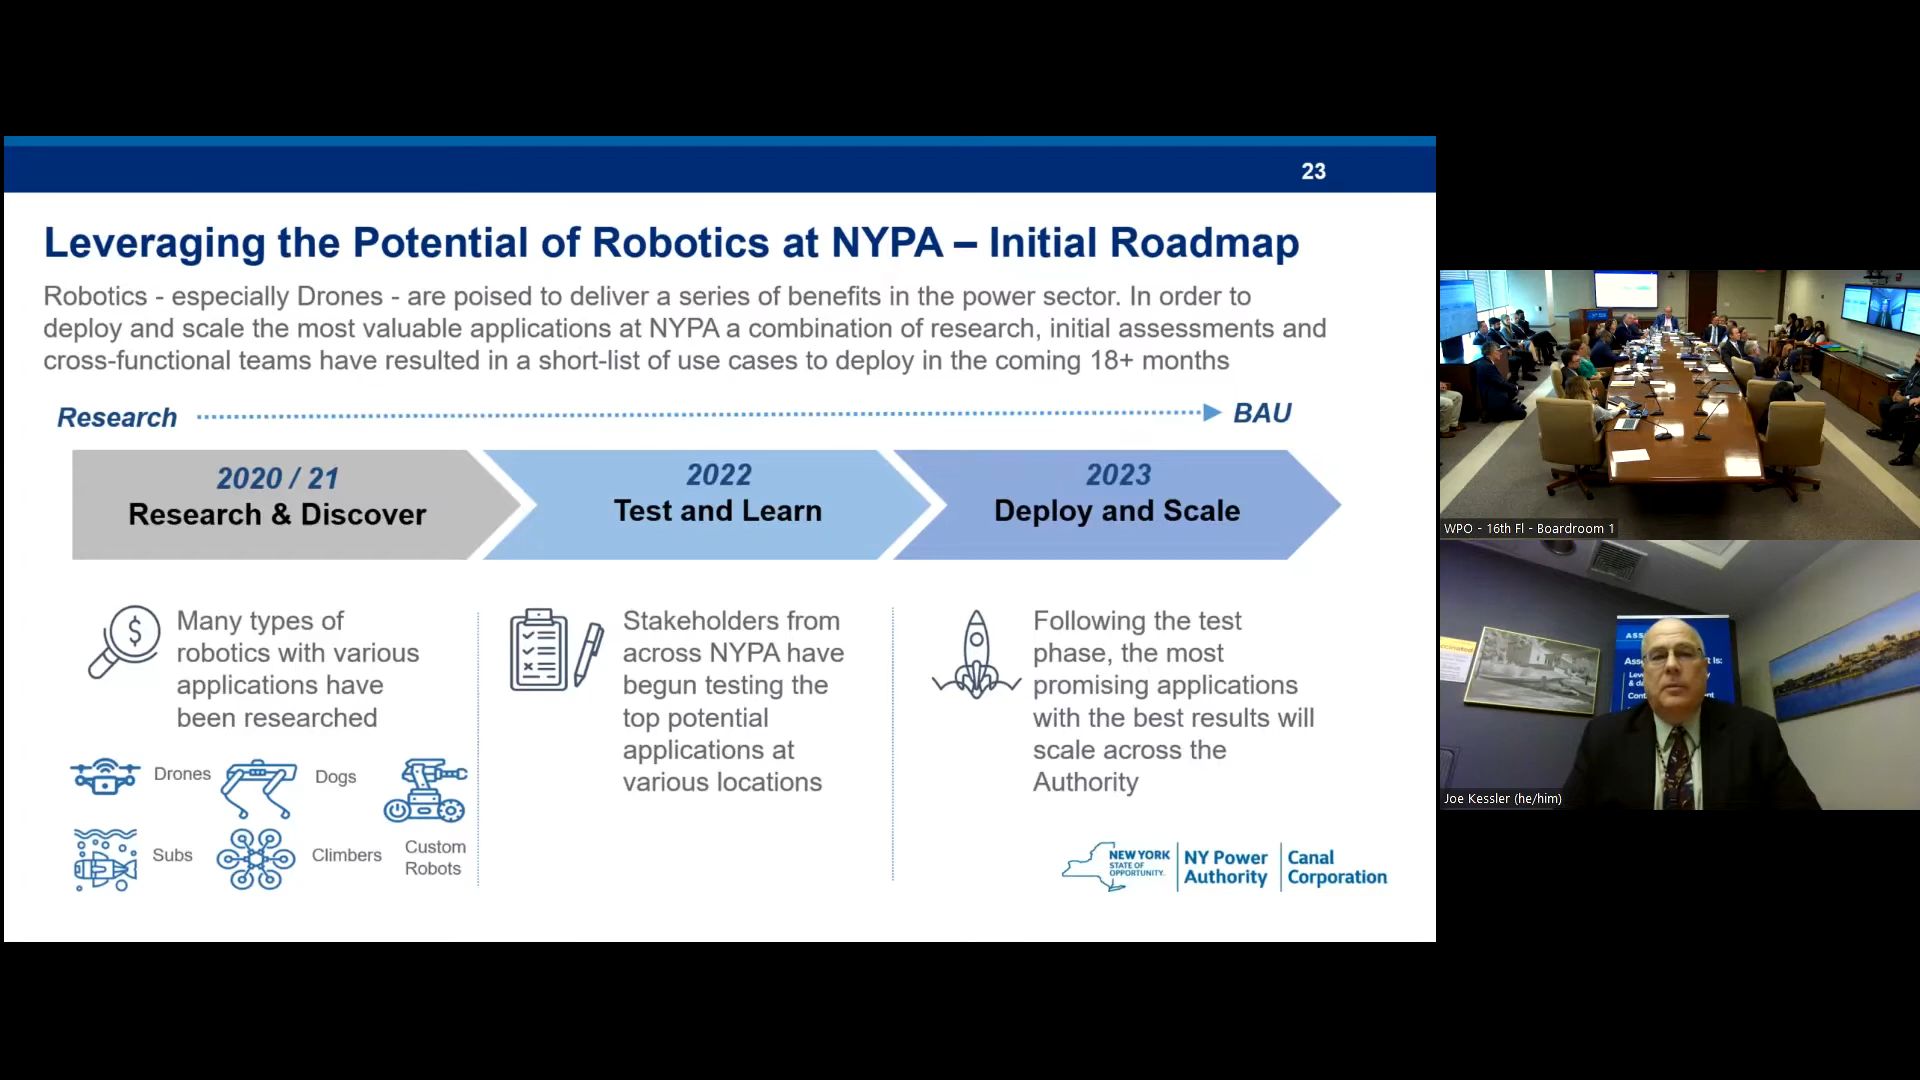 23
Leveraging the Potential of Robotics at NYPA – Initial Roadmap
Robotics - especially Drones - are poised to deliver a series of benefits in the power sector. In order to
deploy and scale the most valuable applications at NYPA a combination of research, initial assessments and
cross-functional teams have resulted in a short-list of use cases to deploy in the coming 18+ months
Research
BAU
2020 / 21
Research & Discover
2022
Test and Learn
2023
Deploy and Scale
Many types of
robotics with various
applications have
been researched
Drones
Dogs
Subs
Climbers
Custom
Robots
Stakeholders from
across NYPA have
begun testing the
top potential
applications at
various locations
Following the test
phase, the most
promising applications
with the best results will
scale across the
Authority
NEW YORK
STATE OF
OPPORTUNITY.
NY Power
Authority
Canal
Corporation
WPO - 16th Fl - Boardroom 1
Joe Kessler (he/him)